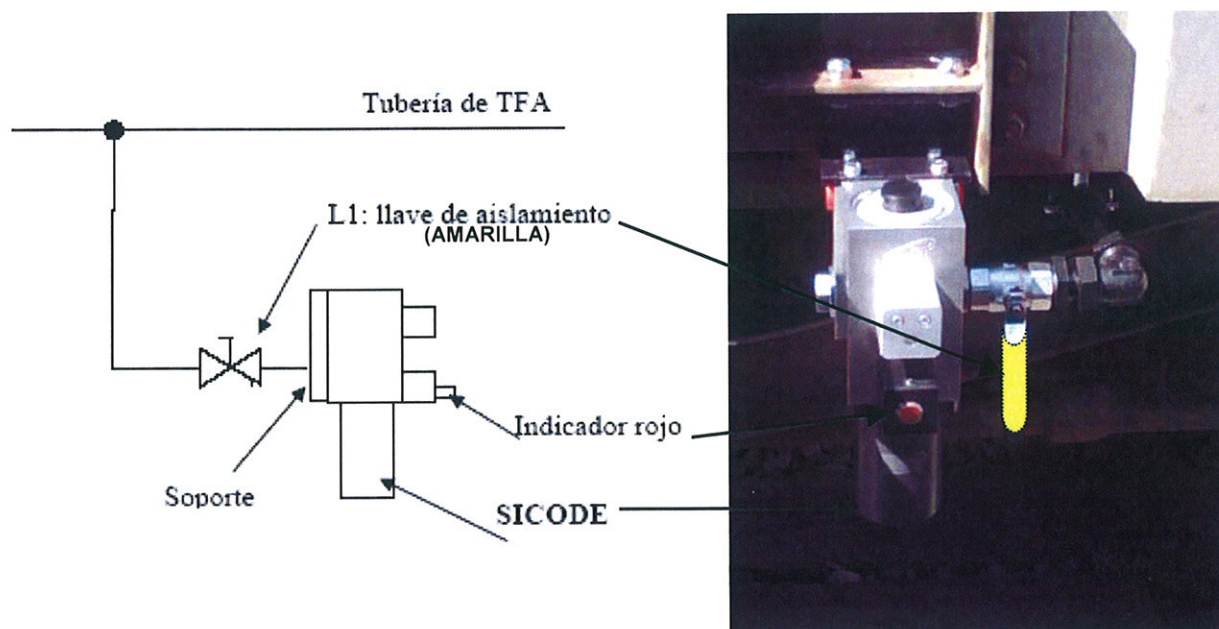 Tubería de TFA
L1: llave de aislamiento
(AMARILLA)
Indicador rojo
Soporte
SICODE